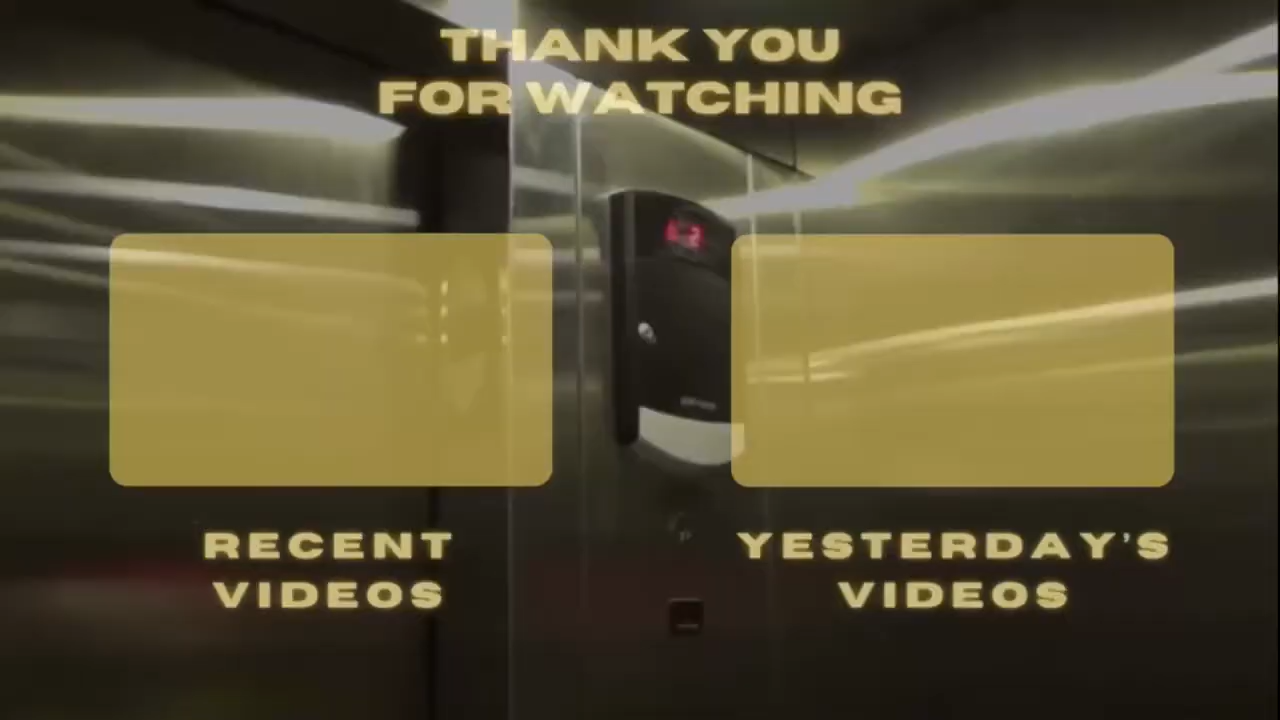 THANK YOU
FOR WATCHING
RECENT
VIDEOS
YESTERDAY'S
VIDEOS